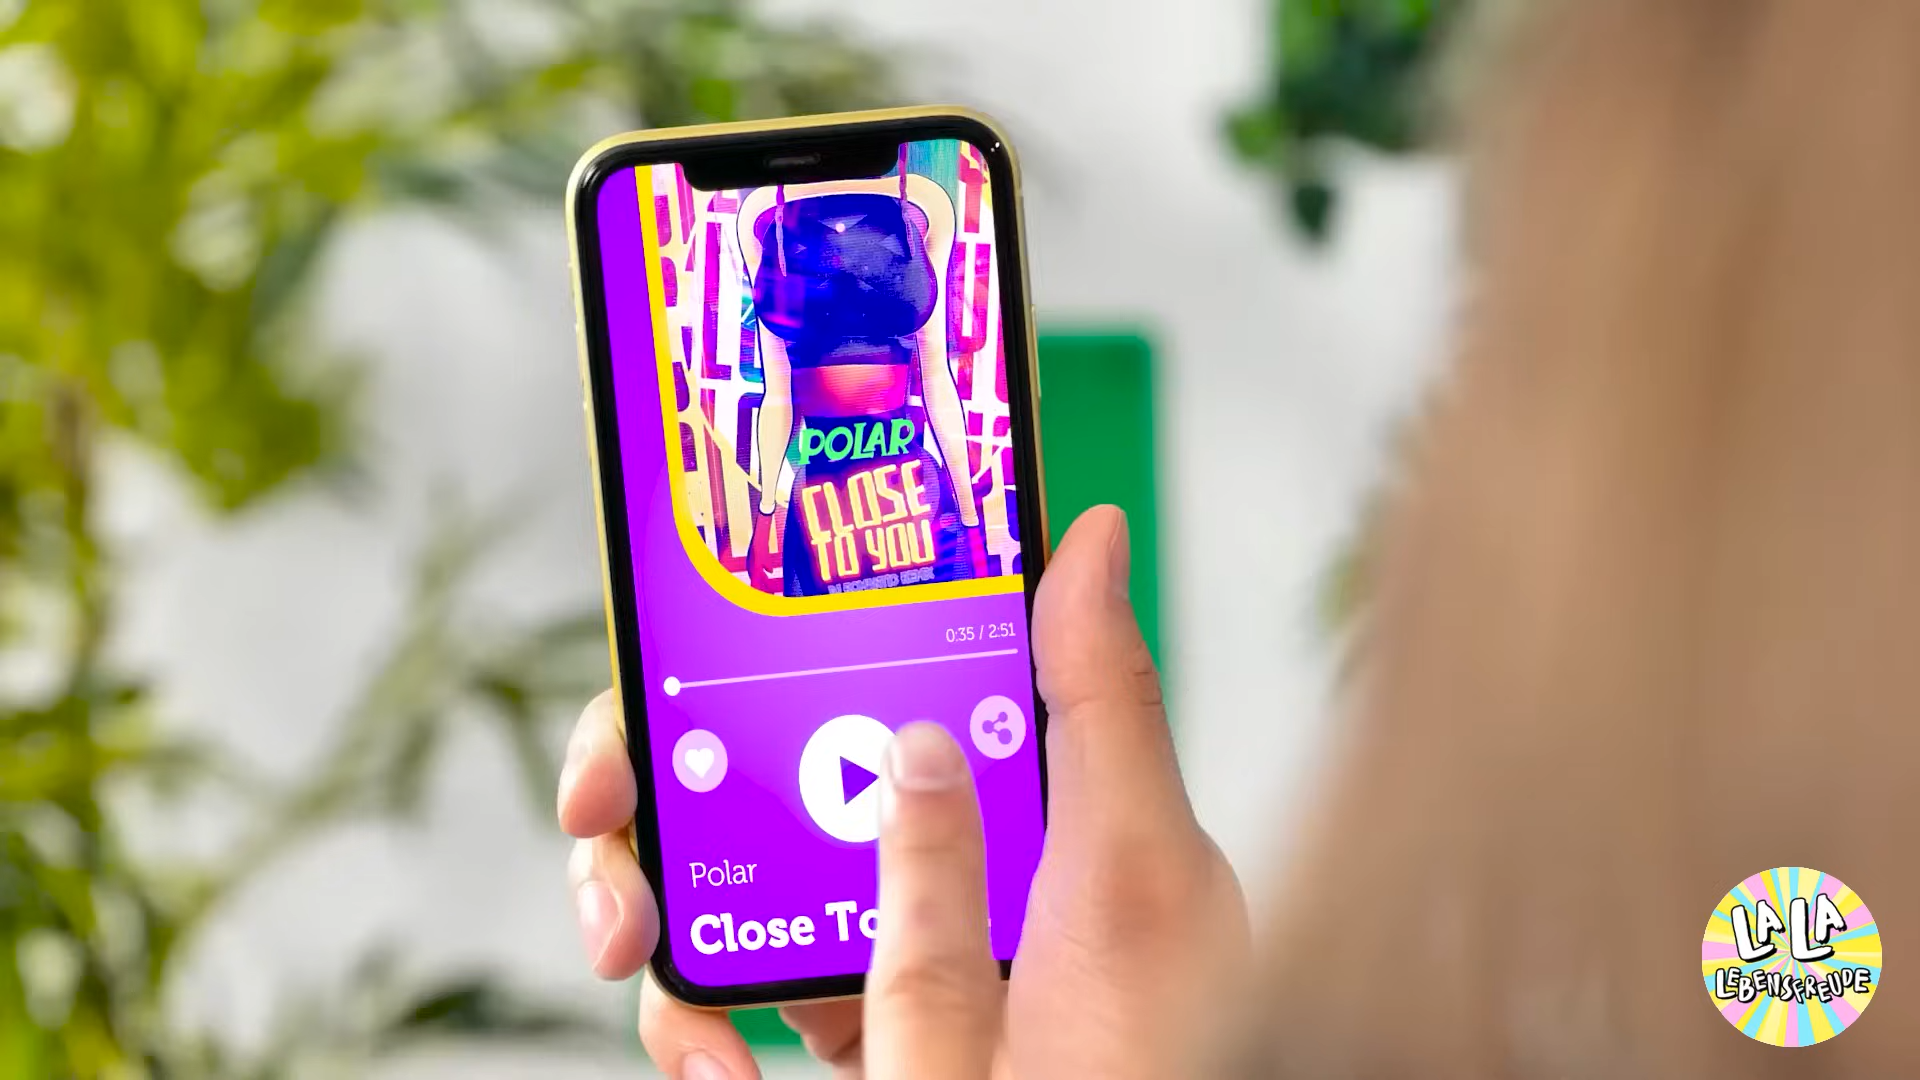 POLAR
CLOSE
TO YOU
0:35 / 2:51
Polar
Close To
LA LA
LEBENSFREUDE